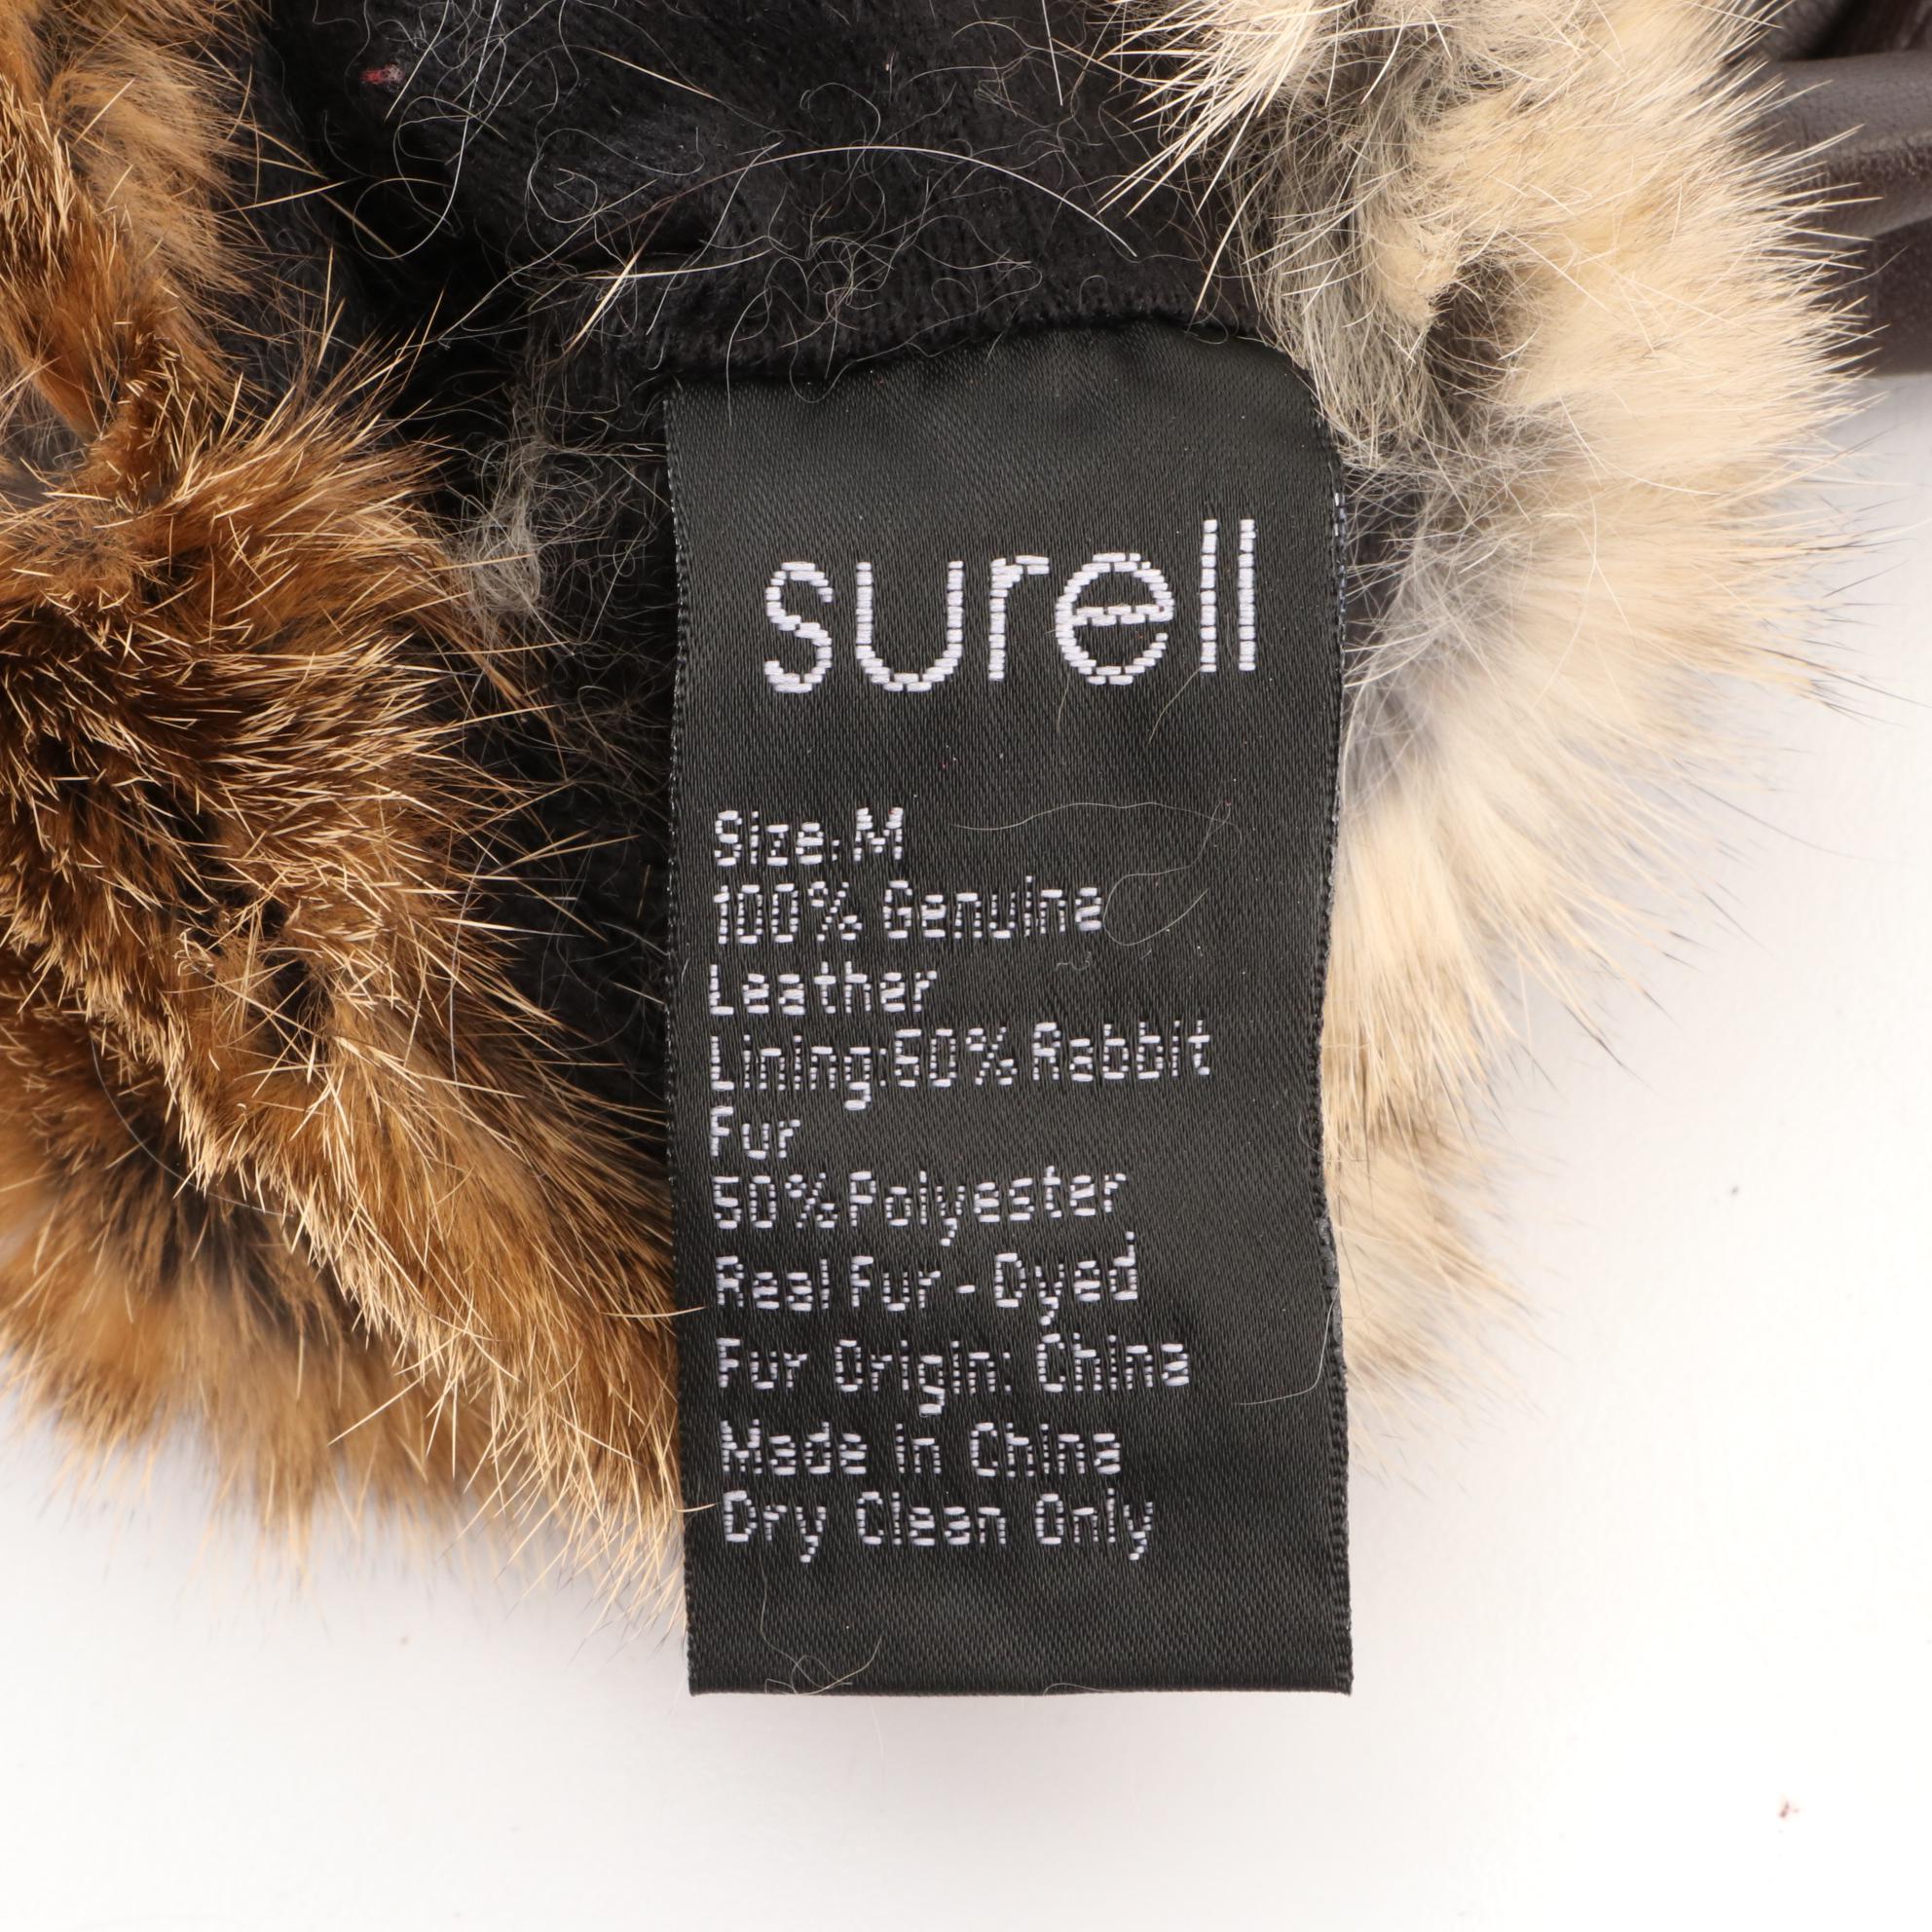 surell
Size: M
100% Genuine
Leather
Lining:50% Rabbit
Fur
50% Polyester
Real Fur - Dyed
Fur Origin: China
Made in China
Dry Clean Only